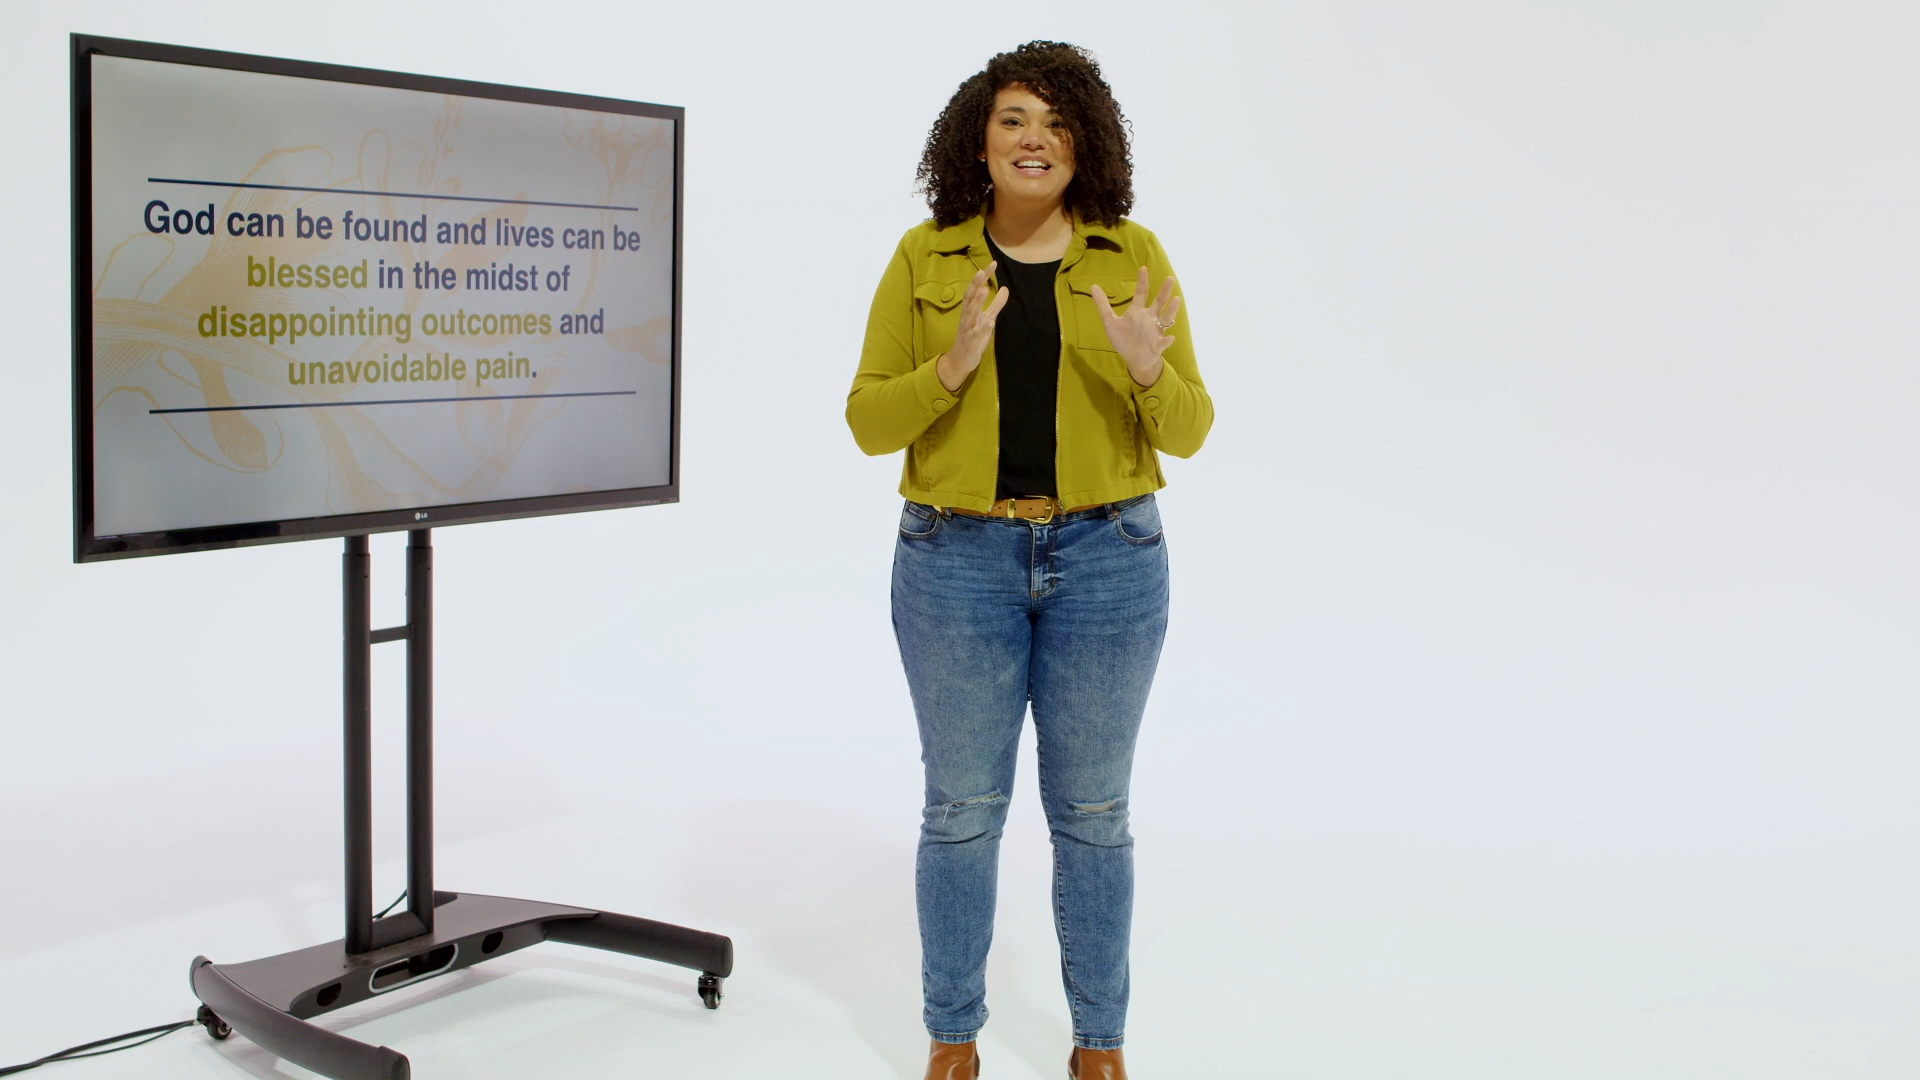 God can be found and lives can be
blessed in the midst of
disappointing outcomes and
unavoidable pain.
LG